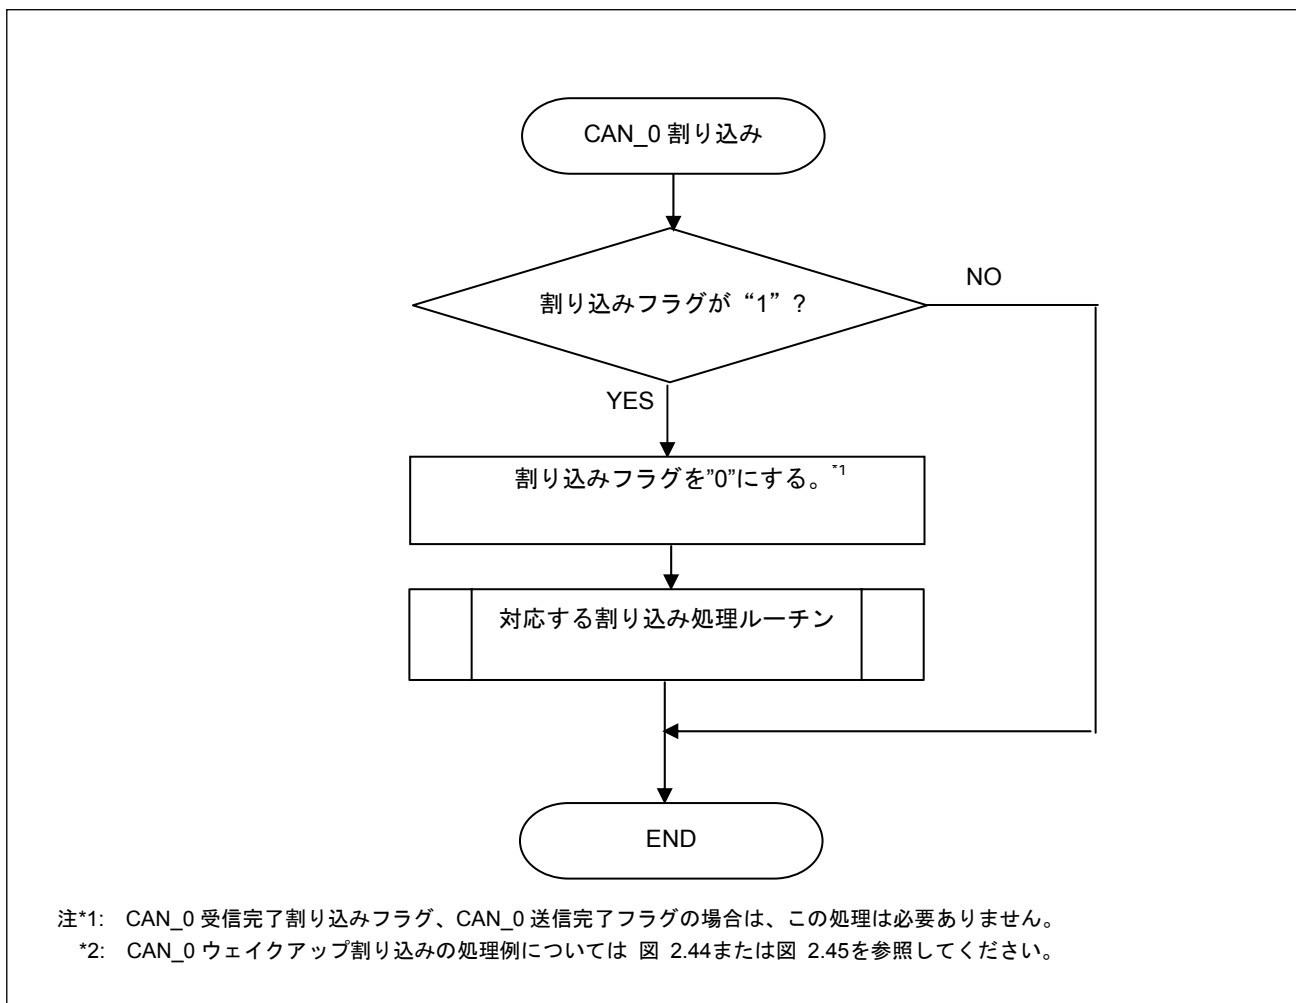 CAN_0 割り込み
割り込みフラグが“1”?
NO
YES
割り込みフラグを”0”にする。*1
対応する割り込み処理ルーチン
END
注*1: CAN_0 受信完了割り込みフラグ、CAN_0 送信完了フラグの場合は、この処理は必要ありません。
*2: CAN_0 ウェイクアップ割り込みの処理例については 図 2.44または図 2.45を参照してください。